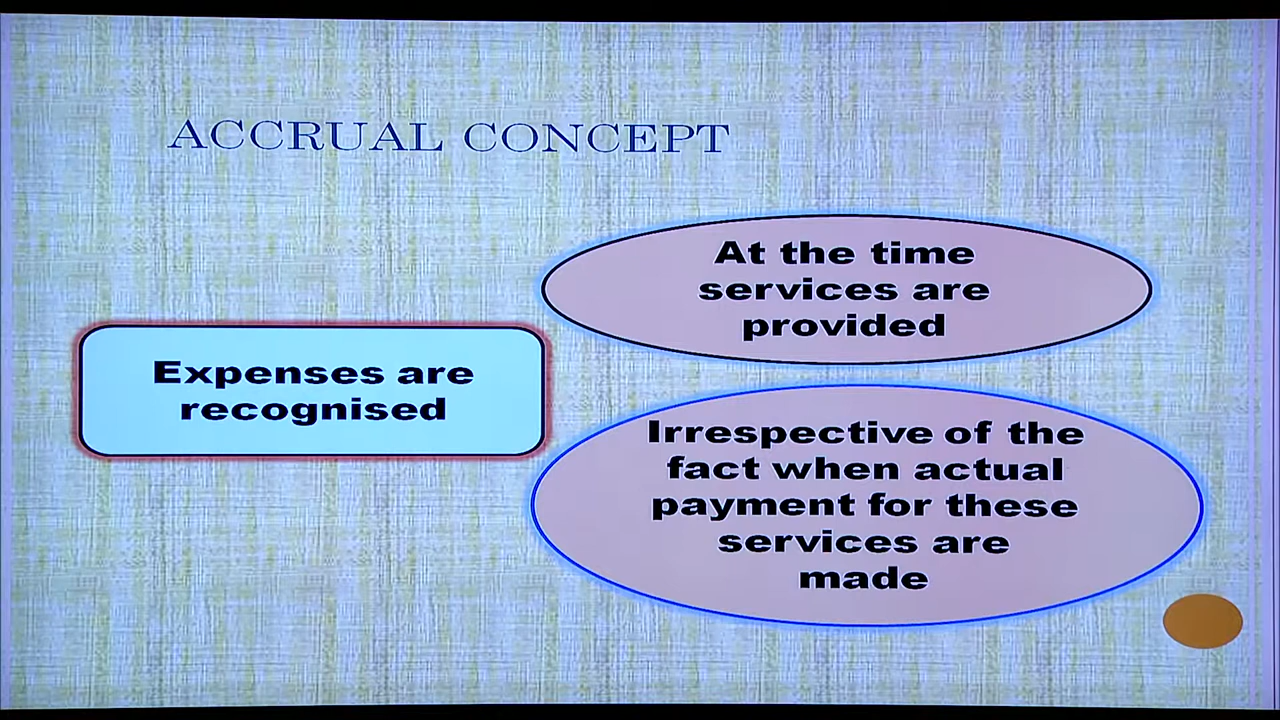 ACCRUAL CONCEPT
At the time
services are
provided
Expenses are
recognised
Irrespective of the
fact when actual
payment for these
services are
made